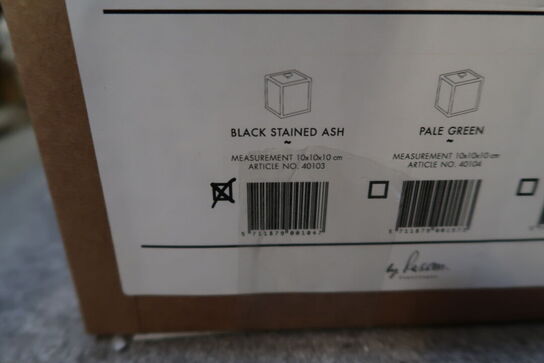 BLACK STAINED ASH
~
MEASUREMENT 10x10x10 cm
ARTICLE NO. 40103
PALE GREEN
~
MEASUREMENT 10x10x10 cm
ARTICLE NO. 40104
by Lassen